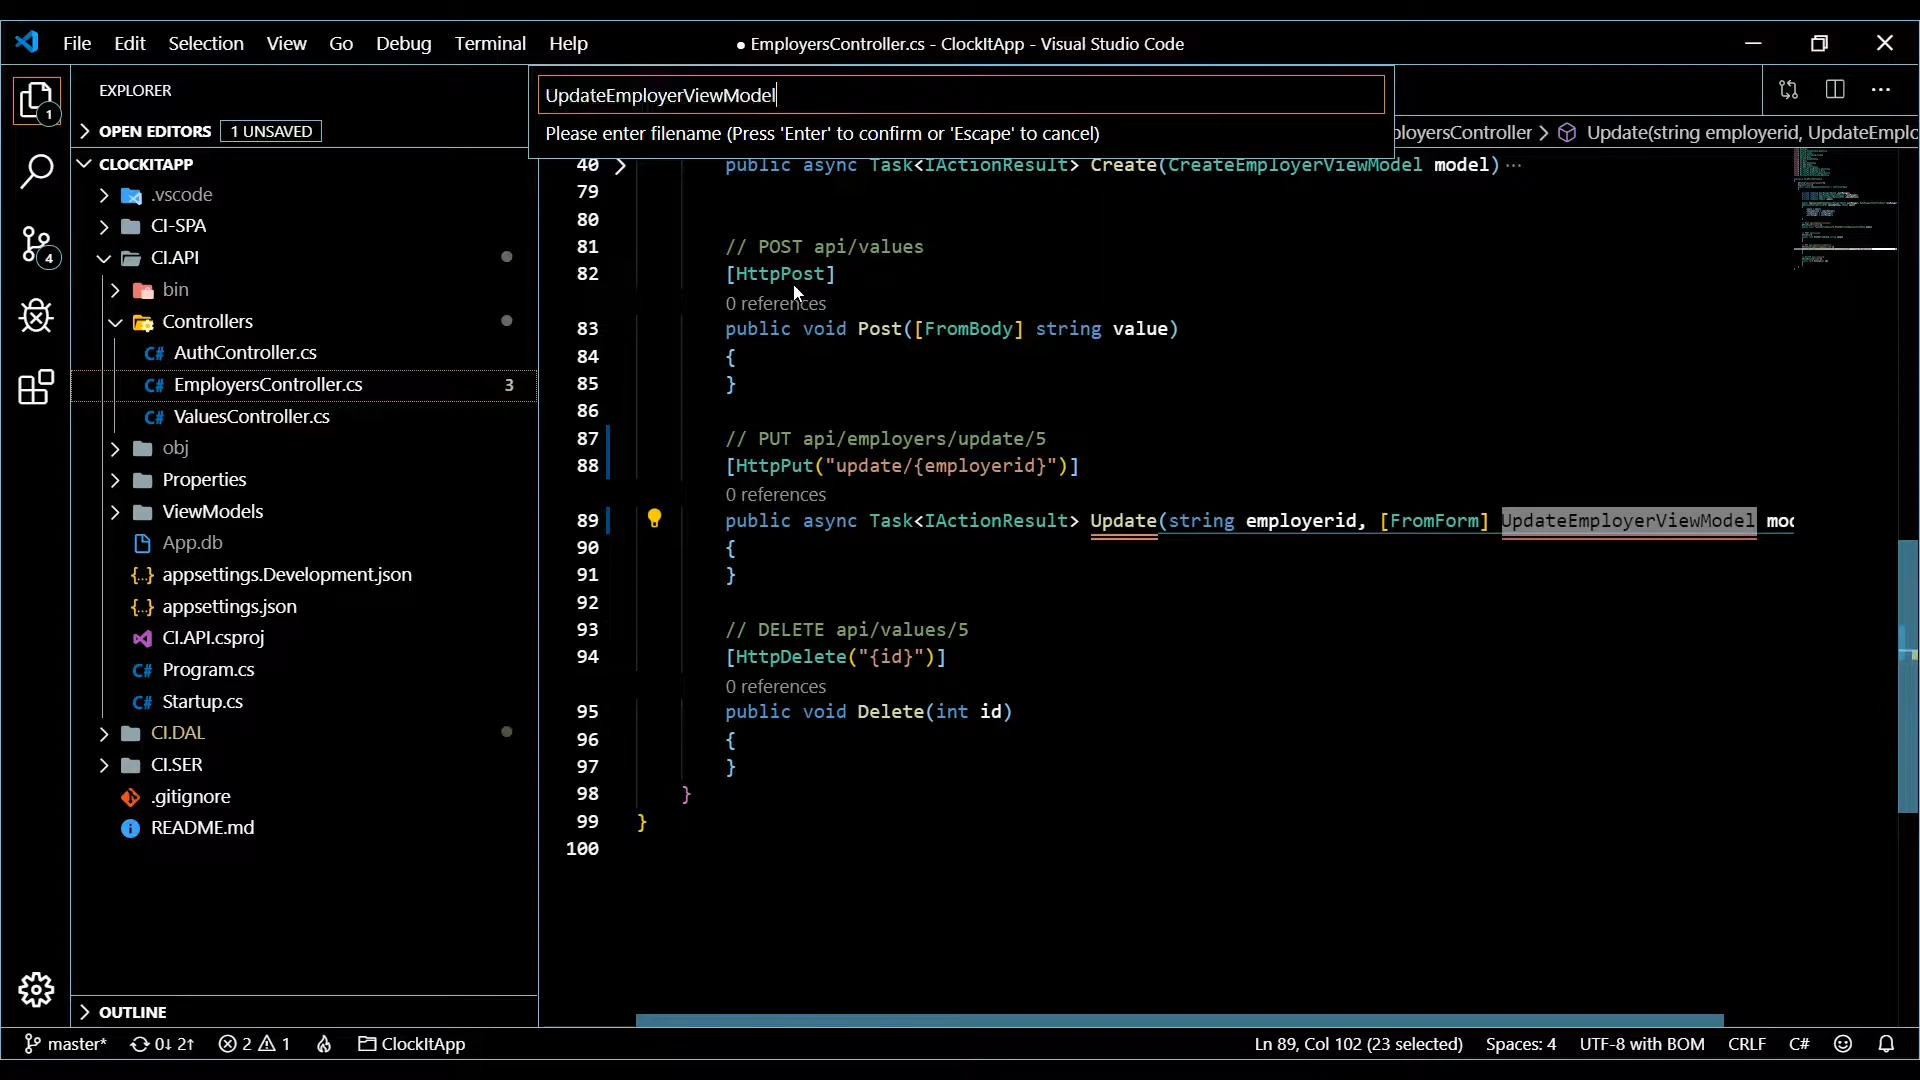 File Edit Selection View Go Debug Terminal Help
● EmployersController.cs - ClockItApp - Visual Studio Code
UpdateEmployerViewModel
Please enter filename (Press 'Enter' to confirm or 'Escape' to cancel)
ployersController > Update(string employerid, UpdateEmplo
1
4
EXPLORER
OPEN EDITORS 1 UNSAVED
CLOCKITAPP
.vscode
CI-SPA
CI.API
bin
Controllers
C# AuthController.cs
C# EmployersController.cs 3
C# ValuesController.cs
obj
Properties
ViewModels
App.db
{..} appsettings.Development.json
{..} appsettings.json
CI.API.csproj
C# Program.cs
C# Startup.cs
CI.DAL
CI.SER
.gitignore
README.md
OUTLINE
40 public async Task<IActionResult> Create(CreateEmployerViewModel model)···
79
80
81 // POST api/values
82 [HttpPost]
0 references
83 public void Post([FromBody] string value)
84 {
85 }
86
87 // PUT api/employers/update/5
88 [HttpPut("update/{employerid}")]
0 references
89 public async Task<IActionResult> Update(string employerid, [FromForm] UpdateEmployerViewModel mod
90 {
91 }
92
93 // DELETE api/values/5
94 [HttpDelete("{id}")]
0 references
95 public void Delete(int id)
96 {
97 }
98 }
99 }
100
master* 0↓ 2↑ 2 1 ClockItApp
Ln 89, Col 102 (23 selected) Spaces: 4 UTF-8 with BOM CRLF C#